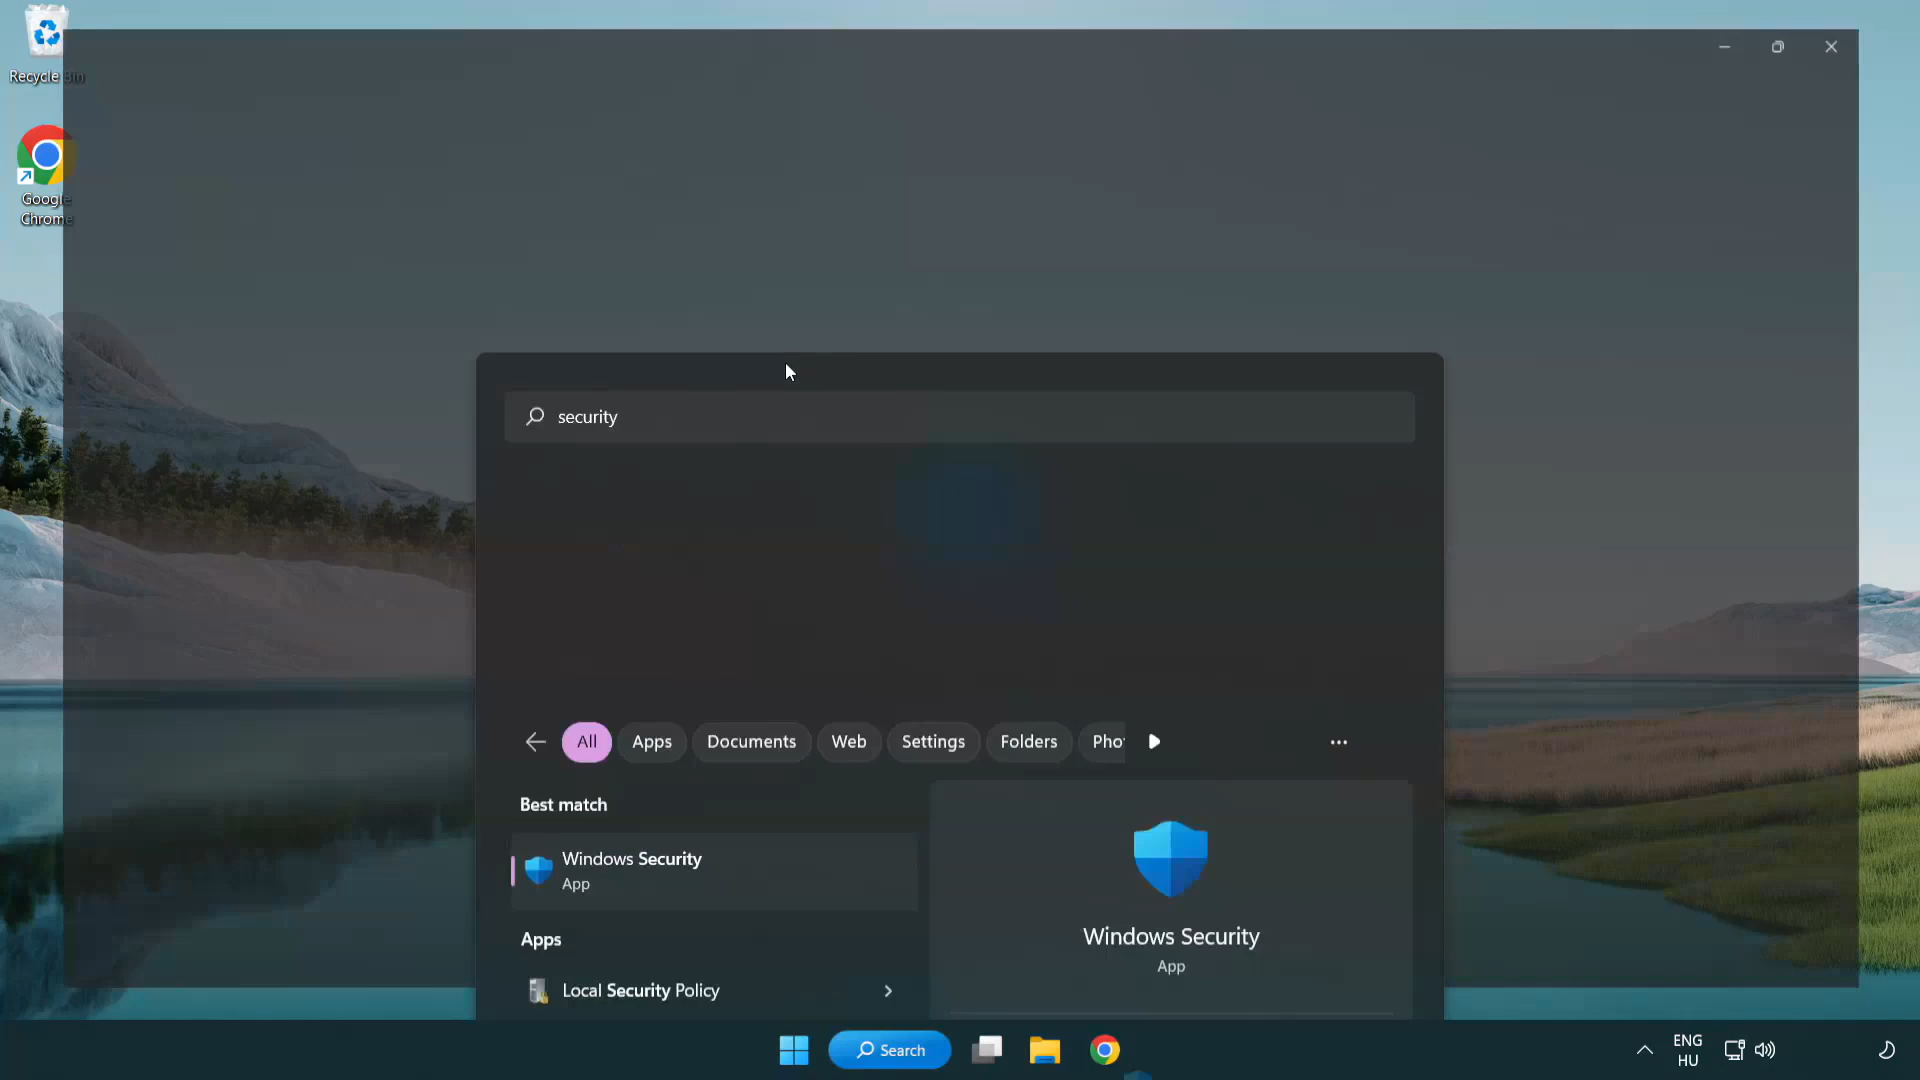 Recycle Bin
Google
Chrome
security
All
Apps
Documents
Web
Settings
Folders
Pho
Best match
Windows Security
App
Apps
Local Security Policy
Windows Security
App
Search
ENG
HU